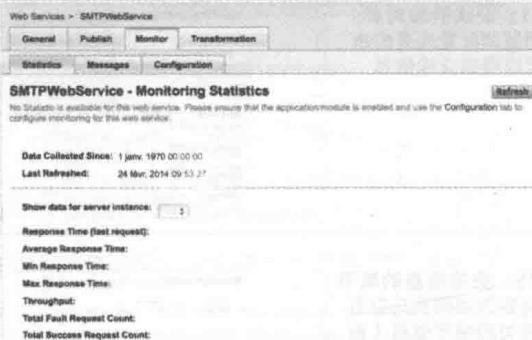 Web Services > SMTPWebService
General Publish Monitor Transformation
Statistics Messages Configuration
SMTPWebService - Monitoring Statistics
Refresh
No Statistic is available for this web service. Please ensure that the application/module is enabled and use the Configuration tab to
configure monitoring for this web service.
Date Collected Since: 1 janv. 1970 00:00:00
Last Refreshed: 24 févr. 2014 09:53:27
Show data for server instance:
Response Time (last request):
Average Response Time:
Min Response Time:
Max Response Time:
Throughput:
Total Fault Request Count:
Total Success Request Count: